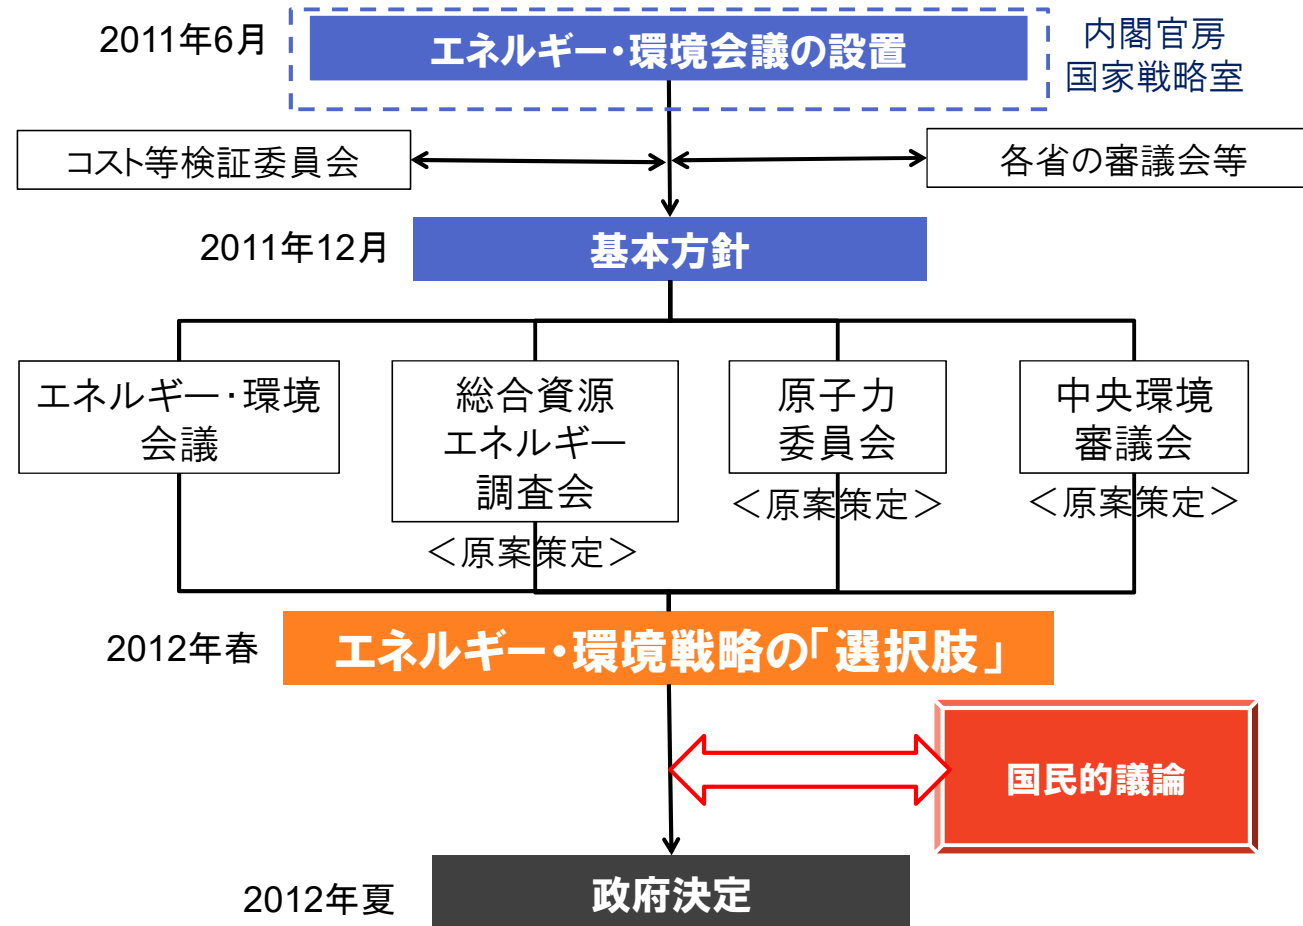 2011年6月
エネルギー・環境会議の設置
内閣官房
国家戦略室
コスト等検証委員会
各省の審議会等
2011年12月
基本方針
エネルギー・環境
会議
総合資源
エネルギー
調査会
＜原案策定＞
原子力
委員会
＜原案策定＞
中央環境
審議会
＜原案策定＞
2012年春
エネルギー・環境戦略の「選択肢」
国民的議論
2012年夏
政府決定